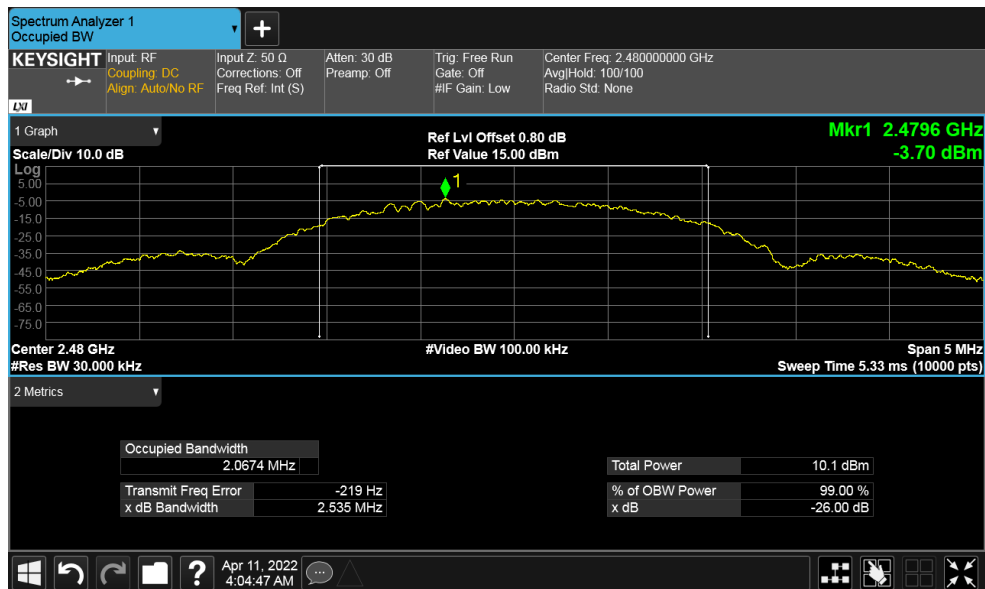 Spectrum Analyzer 1
Occupied BW
KEYSIGHT
LXI
Input: RF
Coupling: DC
Align: Auto/No RF
Input Z: 50 Ω
Corrections: Off
Freq Ref: Int (S)
Atten: 30 dB
Preamp: Off
Trig: Free Run
Gate: Off
#IF Gain: Low
Center Freq: 2.480000000 GHz
Avg|Hold: 100/100
Radio Std: None
1 Graph
Scale/Div 10.0 dB
Ref Lvl Offset 0.80 dB
Ref Value 15.00 dBm
Mkr1 2.4796 GHz
-3.70 dBm
Log
5.00
-5.00
-15.0
-25.0
-35.0
-45.0
-55.0
-65.0
-75.0
1
Center 2.48 GHz
#Video BW 100.00 kHz
Span 5 MHz
#Res BW 30.000 kHz
Sweep Time 5.33 ms (10000 pts)
2 Metrics
Occupied Bandwidth
2.0674 MHz
Total Power 10.1 dBm
Transmit Freq Error -219 Hz
% of OBW Power 99.00 %
x dB Bandwidth 2.535 MHz
x dB -26.00 dB
?
Apr 11, 2022
4:04:47 AM